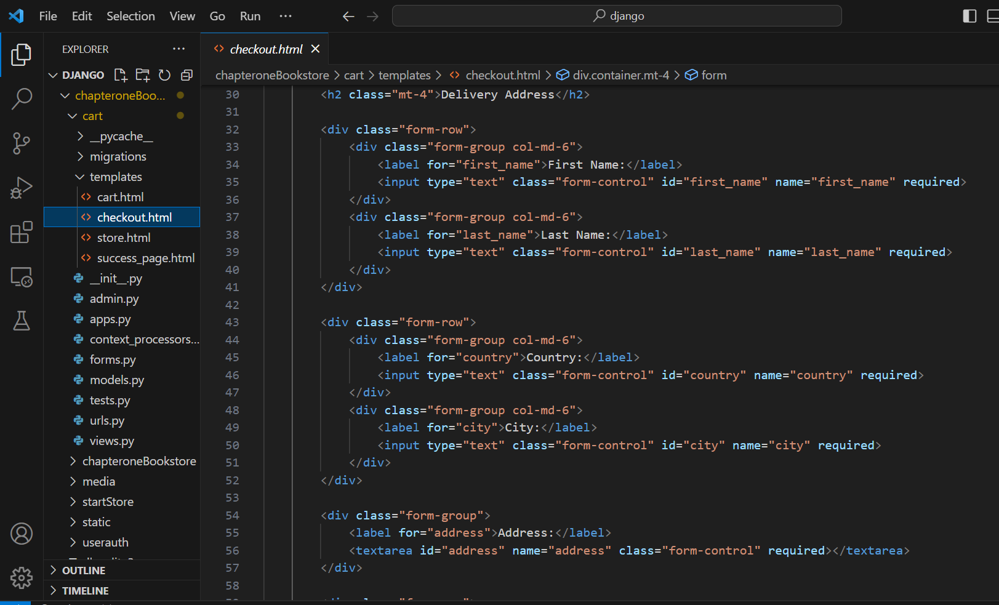 File Edit Selection View Go Run ··· django
EXPLORER ···
DJANGO
chapteroneBoo...
cart
__pycache__
migrations
templates
cart.html
checkout.html
store.html
success_page.html
__init__.py
admin.py
apps.py
context_processors...
forms.py
models.py
tests.py
urls.py
views.py
chapteroneBookstore
media
startStore
static
userauth
OUTLINE
TIMELINE
checkout.html
chapteroneBookstore > cart > templates > checkout.html > div.container.mt-4 > form
30 <h2 class="mt-4">Delivery Address</h2>
31
32 <div class="form-row">
33 <div class="form-group col-md-6">
34 <label for="first_name">First Name:</label>
35 <input type="text" class="form-control" id="first_name" name="first_name" required>
36 </div>
37 <div class="form-group col-md-6">
38 <label for="last_name">Last Name:</label>
39 <input type="text" class="form-control" id="last_name" name="last_name" required>
40 </div>
41 </div>
42
43 <div class="form-row">
44 <div class="form-group col-md-6">
45 <label for="country">Country:</label>
46 <input type="text" class="form-control" id="country" name="country" required>
47 </div>
48 <div class="form-group col-md-6">
49 <label for="city">City:</label>
50 <input type="text" class="form-control" id="city" name="city" required>
51 </div>
52 </div>
53
54 <div class="form-group">
55 <label for="address">Address:</label>
56 <textarea id="address" name="address" class="form-control" required></textarea>
57 </div>
58